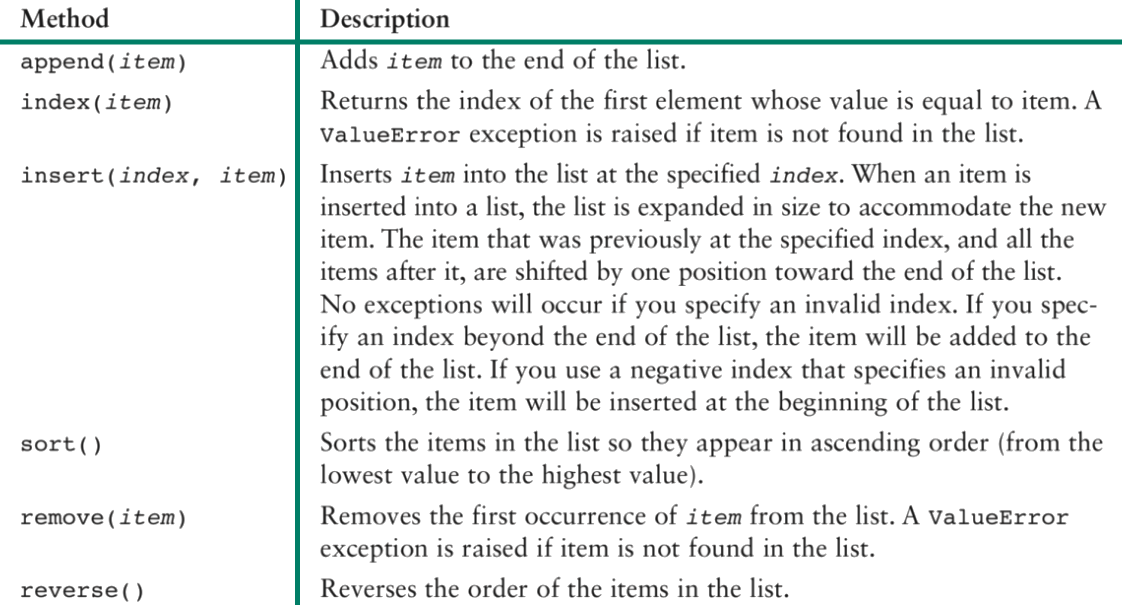 Method Description
append(item) Adds item to the end of the list.
index(item) Returns the index of the first element whose value is equal to item. A
ValueError exception is raised if item is not found in the list.
insert(index, item) Inserts item into the list at the specified index. When an item is
inserted into a list, the list is expanded in size to accommodate the new
item. The item that was previously at the specified index, and all the
items after it, are shifted by one position toward the end of the list.
No exceptions will occur if you specify an invalid index. If you spec-
ify an index beyond the end of the list, the item will be added to the
end of the list. If you use a negative index that specifies an invalid
position, the item will be inserted at the beginning of the list.
sort() Sorts the items in the list so they appear in ascending order (from the
lowest value to the highest value).
remove(item) Removes the first occurrence of item from the list. A ValueError
exception is raised if item is not found in the list.
reverse() Reverses the order of the items in the list.